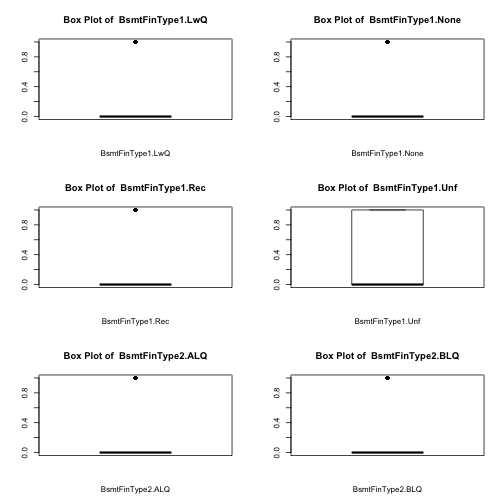 Box Plot of  BsmtFinType1.LwQ
0.8
0.4
0.0
BsmtFinType1.LwQ
Box Plot of  BsmtFinType1.None
0.8
0.4
0.0
BsmtFinType1.None
Box Plot of  BsmtFinType1.Rec
0.8
0.4
0.0
BsmtFinType1.Rec
Box Plot of  BsmtFinType1.Unf
0.8
0.4
0.0
BsmtFinType1.Unf
Box Plot of  BsmtFinType2.ALQ
0.8
0.4
0.0
BsmtFinType2.ALQ
Box Plot of  BsmtFinType2.BLQ
0.8
0.4
0.0
BsmtFinType2.BLQ